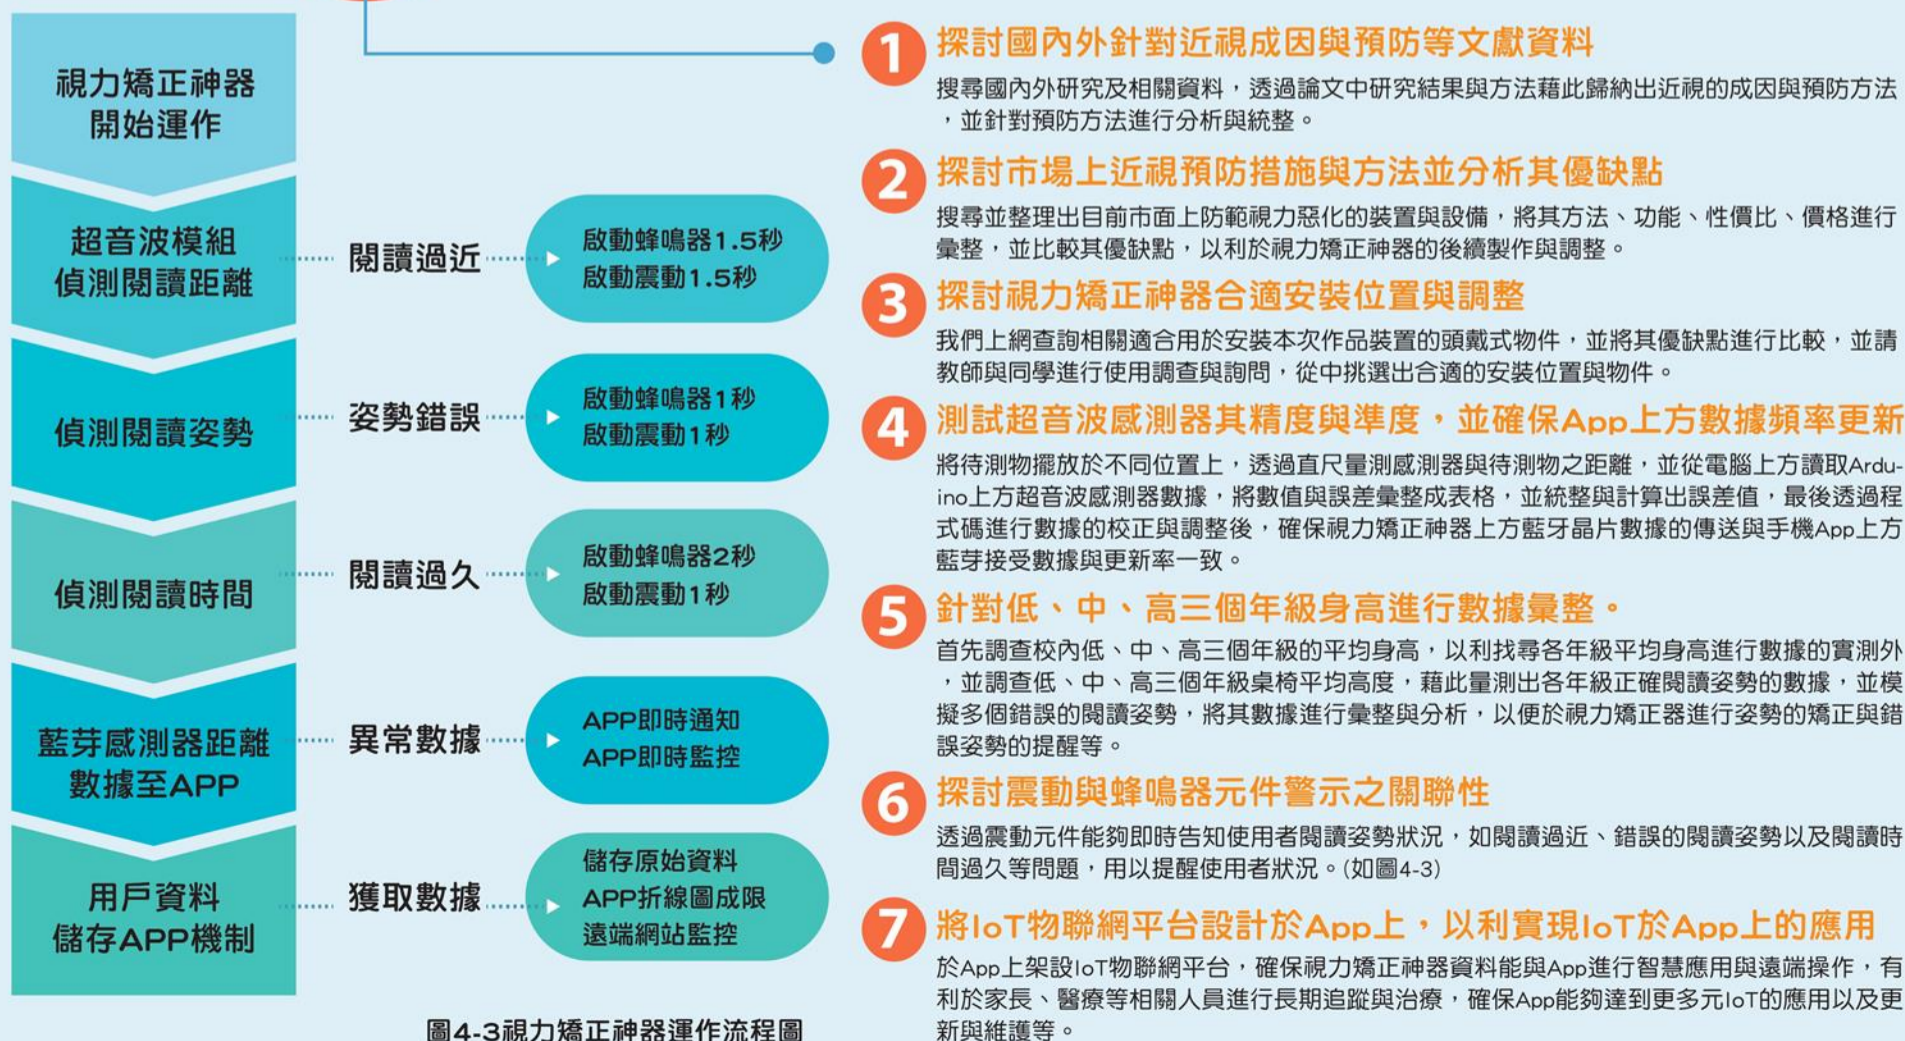 視力矯正神器
開始運作
超音波模組
偵測閱讀距離
閱讀過近
啟動蜂鳴器1.5秒
啟動震動1.5秒
偵測閱讀姿勢
姿勢錯誤
啟動蜂鳴器1秒
啟動震動1秒
偵測閱讀時間
閱讀過久
啟動蜂鳴器2秒
啟動震動1秒
藍芽感測器距離
數據至APP
異常數據
APP即時通知
APP即時監控
用戶資料
儲存APP機制
獲取數據
儲存原始資料
APP折線圖成限
遠端網站監控
圖4-3視力矯正神器運作流程圖
1 探討國內外針對近視成因與預防等文獻資料
搜尋國內外研究及相關資料，透過論文中研究結果與方法藉此歸納出近視的成因與預防方法
，並針對預防方法進行分析與統整。
2 探討市場上近視預防措施與方法並分析其優缺點
搜尋並整理出目前市面上防範視力惡化的裝置與設備，將其方法、功能、性價比、價格進行
彙整，並比較其優缺點，以利於視力矯正神器的後續製作與調整。
3 探討視力矯正神器合適安裝位置與調整
我們上網查詢相關適合用於安裝本次作品裝置的頭戴式物件，並將其優缺點進行比較，並請
教師與同學進行使用調查與詢問，從中挑選出合適的安裝位置與物件。
4 測試超音波感測器其精度與準度，並確保App上方數據頻率更新
將待測物擺放於不同位置上，透過直尺量測感測器與待測物之距離，並從電腦上方讀取Ardu-
ino上方超音波感測器數據，將數值與誤差彙整成表格，並統整與計算出誤差值，最後透過程
式碼進行數據的校正與調整後，確保視力矯正神器上方藍牙晶片數據的傳送與手機App上方
藍芽接受數據與更新率一致。
5 針對低、中、高三個年級身高進行數據彙整。
首先調查校內低、中、高三個年級的平均身高，以利找尋各年級平均身高進行數據的實測外
，並調查低、中、高三個年級桌椅平均高度，藉此量測出各年級正確閱讀姿勢的數據，並模
擬多個錯誤的閱讀姿勢，將其數據進行彙整與分析，以便於視力矯正器進行姿勢的矯正與錯
誤姿勢的提醒等。
6 探討震動與蜂鳴器元件警示之關聯性
透過震動元件能夠即時告知使用者閱讀姿勢狀況，如閱讀過近、錯誤的閱讀姿勢以及閱讀時
間過久等問題，用以提醒使用者狀況。(如圖4-3)
7 將IoT物聯網平台設計於App上，以利實現IoT於App上的應用
於App上架設IoT物聯網平台，確保視力矯正神器資料能與App進行智慧應用與遠端操作，有
利於家長、醫療等相關人員進行長期追蹤與治療，確保App能夠達到更多元IoT的應用以及更
新與維護等。